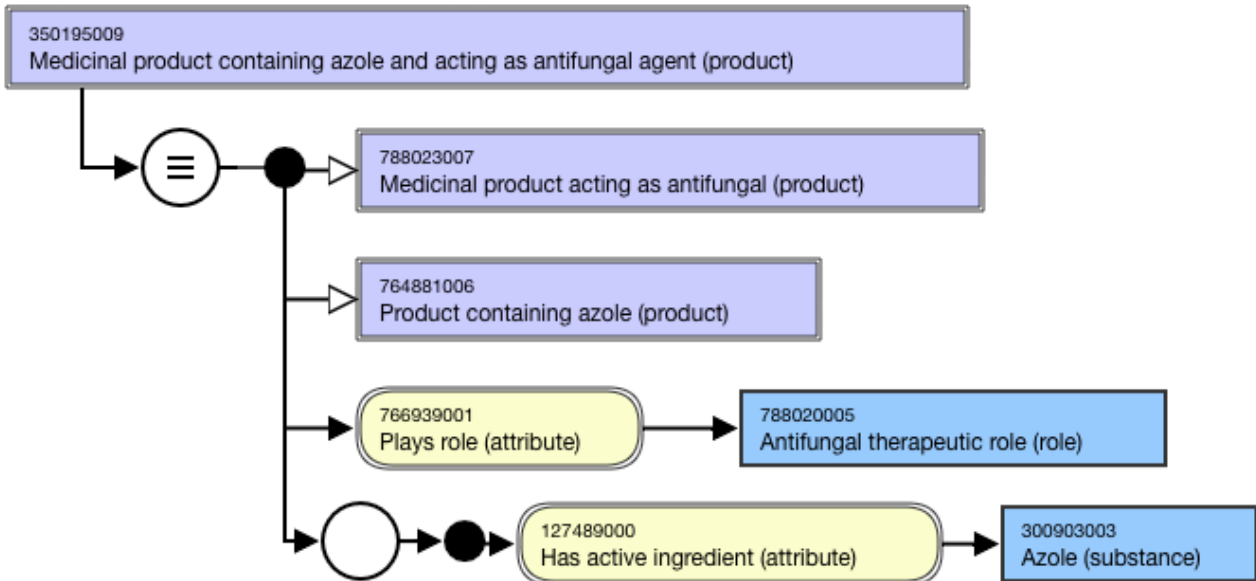 350195009
Medicinal product containing azole and acting as antifungal agent (product)
788023007
Medicinal product acting as antifungal (product)
764881006
Product containing azole (product)
766939001
Plays role (attribute)
788020005
Antifungal therapeutic role (role)
127489000
Has active ingredient (attribute)
300903003
Azole (substance)